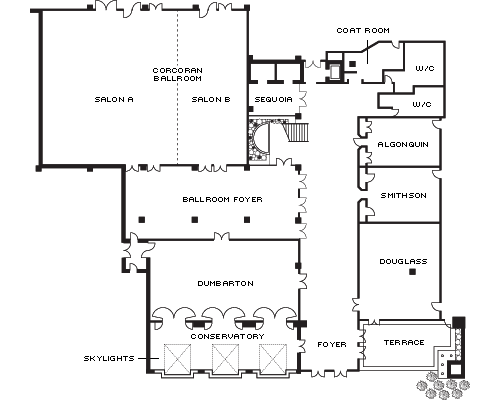 COAT ROOM
CORCORAN
BALLROOM
W/C
SALON A
SALON B
SEQUOIA
W/C
ALGONQUIN
SMITHSON
BALLROOM FOYER
DOUGLASS
DUMBARTON
CONSERVATORY
FOYER
TERRACE
SKYLIGHTS